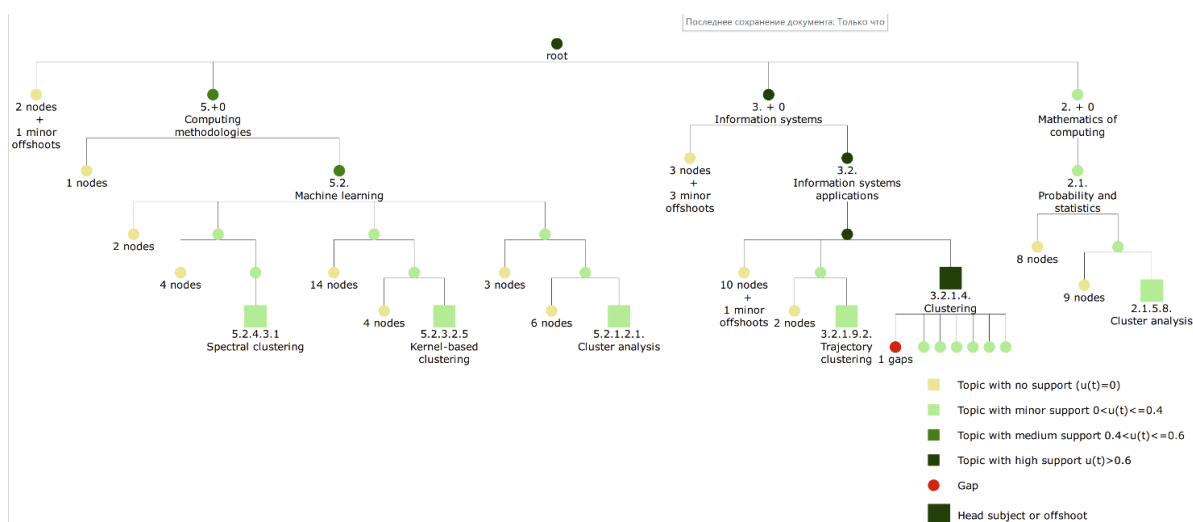 Последнее сохранение документа: Только что
root
2 nodes
+
1 minor
offshoots
5.+0
Computing
methodologies
3. + 0
Information systems
2. + 0
Mathematics of
computing
1 nodes
5.2.
Machine learning
3 nodes
+
3 minor
offshoots
3.2.
Information systems
applications
2.1.
Probability and
statistics
2 nodes
8 nodes
4 nodes
14 nodes
3 nodes
10 nodes
+
1 minor
offshoots
3.2.1.4.
Clustering
9 nodes
2.1.5.8.
Cluster analysis
5.2.4.3.1
Spectral clustering
4 nodes
5.2.3.2.5
Kernel-based
clustering
6 nodes
5.2.1.2.1.
Cluster analysis
2 nodes
3.2.1.9.2.
Trajectory
clustering
1 gaps
Topic with no support (u(t)=0)
Topic with minor support 0<u(t)<=0.4
Topic with medium support 0.4<u(t)<=0.6
Topic with high support u(t)>0.6
Gap
Head subject or offshoot